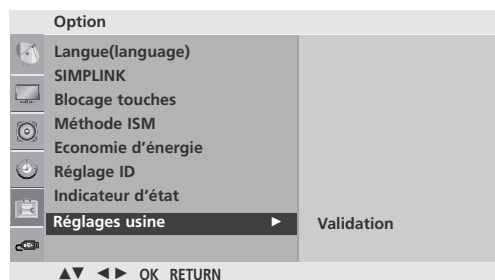 Option
Langue(language)
SIMPLINK
Blocage touches
Méthode ISM
Economie d'énergie
Réglage ID
Indicateur d'état
Réglages usine ► Validation
▲▼ ◄► OK RETURN